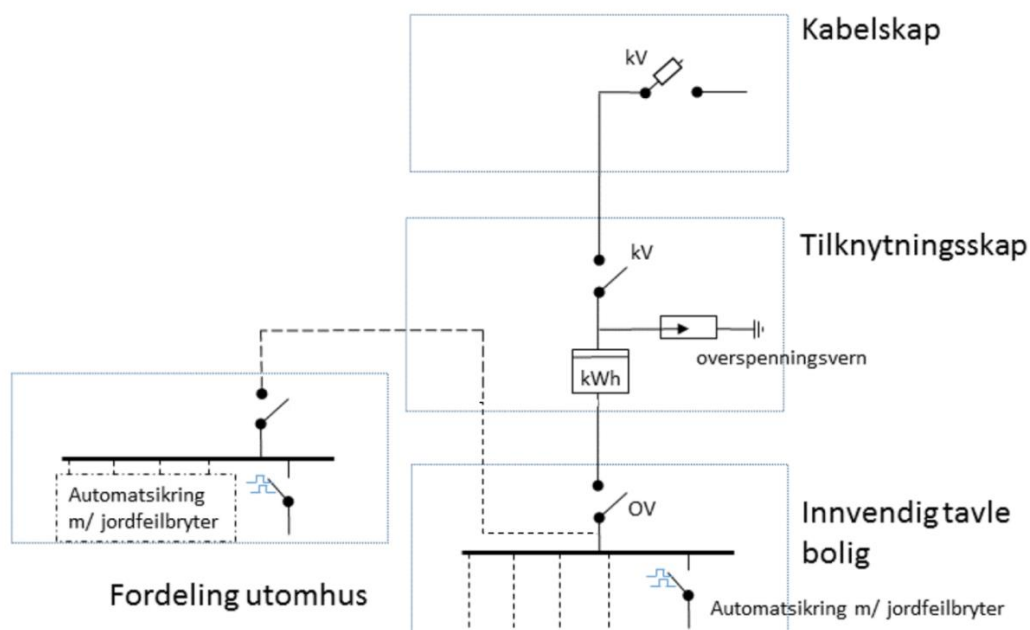 Kabelskap
kV
Tilknytningsskap
kV
overspenningsvern
kWh
Automatsikring
m/ jordfeilbryter
OV
Innvendig tavle
bolig
Fordeling utomhus
Automatsikring m/ jordfeilbryter